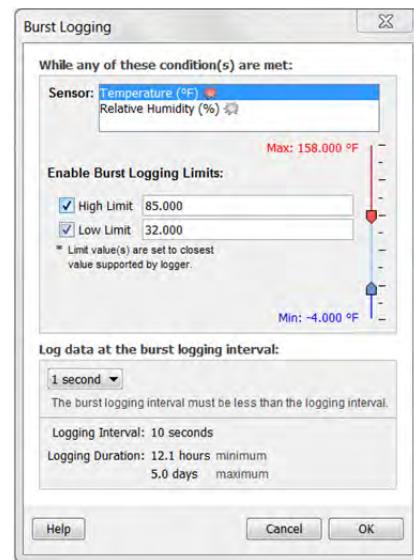 Burst Logging
While any of these condition(s) are met:
Sensor: Temperature (°F)
Relative Humidity (%)
Max: 158.000 °F
Enable Burst Logging Limits:
High Limit 85.000
Low Limit 32.000
* Limit value(s) are set to closest
value supported by logger.
Min: -4.000 °F
Log data at the burst logging interval:
1 second
The burst logging interval must be less than the logging interval.
Logging Interval: 10 seconds
Logging Duration: 12.1 hours minimum
5.0 days maximum
Help Cancel OK